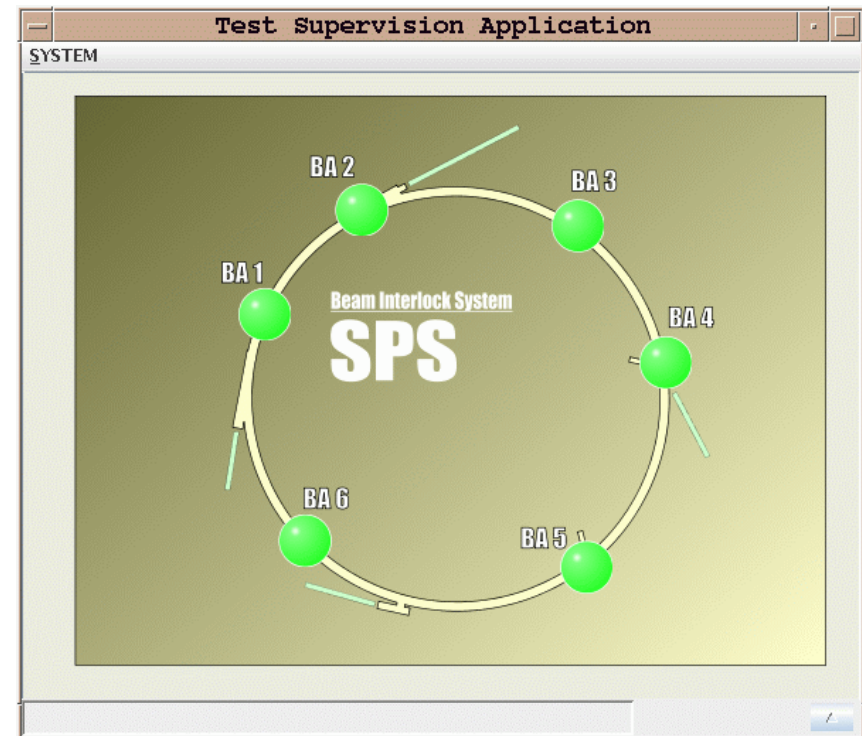 Test Supervision Application
SYSTEM
BA 2
BA 3
BA 1
Beam Interlock System
SPS
BA 4
BA 6
BA 5